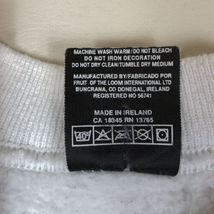 MACHINE WASH WARM/DO NOT BLEACH
DO NOT IRON DECORATION
DO NOT DRY CLEAN/TUMBLE DRY MEDIUM
MANUFACTURED BY/FABRICADO POR
FRUIT OF THE LOOM INTERNATIONAL LTD
BUNCRANA, CO DONEGAL, IRELAND
REGISTERED NO 56741
MADE IN IRELAND
CA 18345 RN 13765
40°